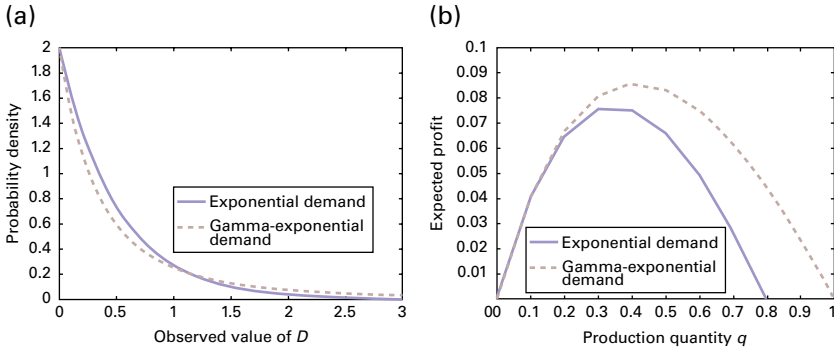 (a)
Probability density
2
1.8
1.6
1.4
1.2
1
0.8
0.6
0.4
0.2
0
0 0.5 1 1.5 2 2.5 3
Observed value of D
Exponential demand
Gamma-exponential
demand
(b)
Expected profit
0.1
0.09
0.08
0.07
0.06
0.05
0.04
0.03
0.02
0.01
00 0.1 0.2 0.3 0.4 0.5 0.6 0.7 0.8 0.9 1
Production quantity q
Exponential demand
Gamma-exponential
demand